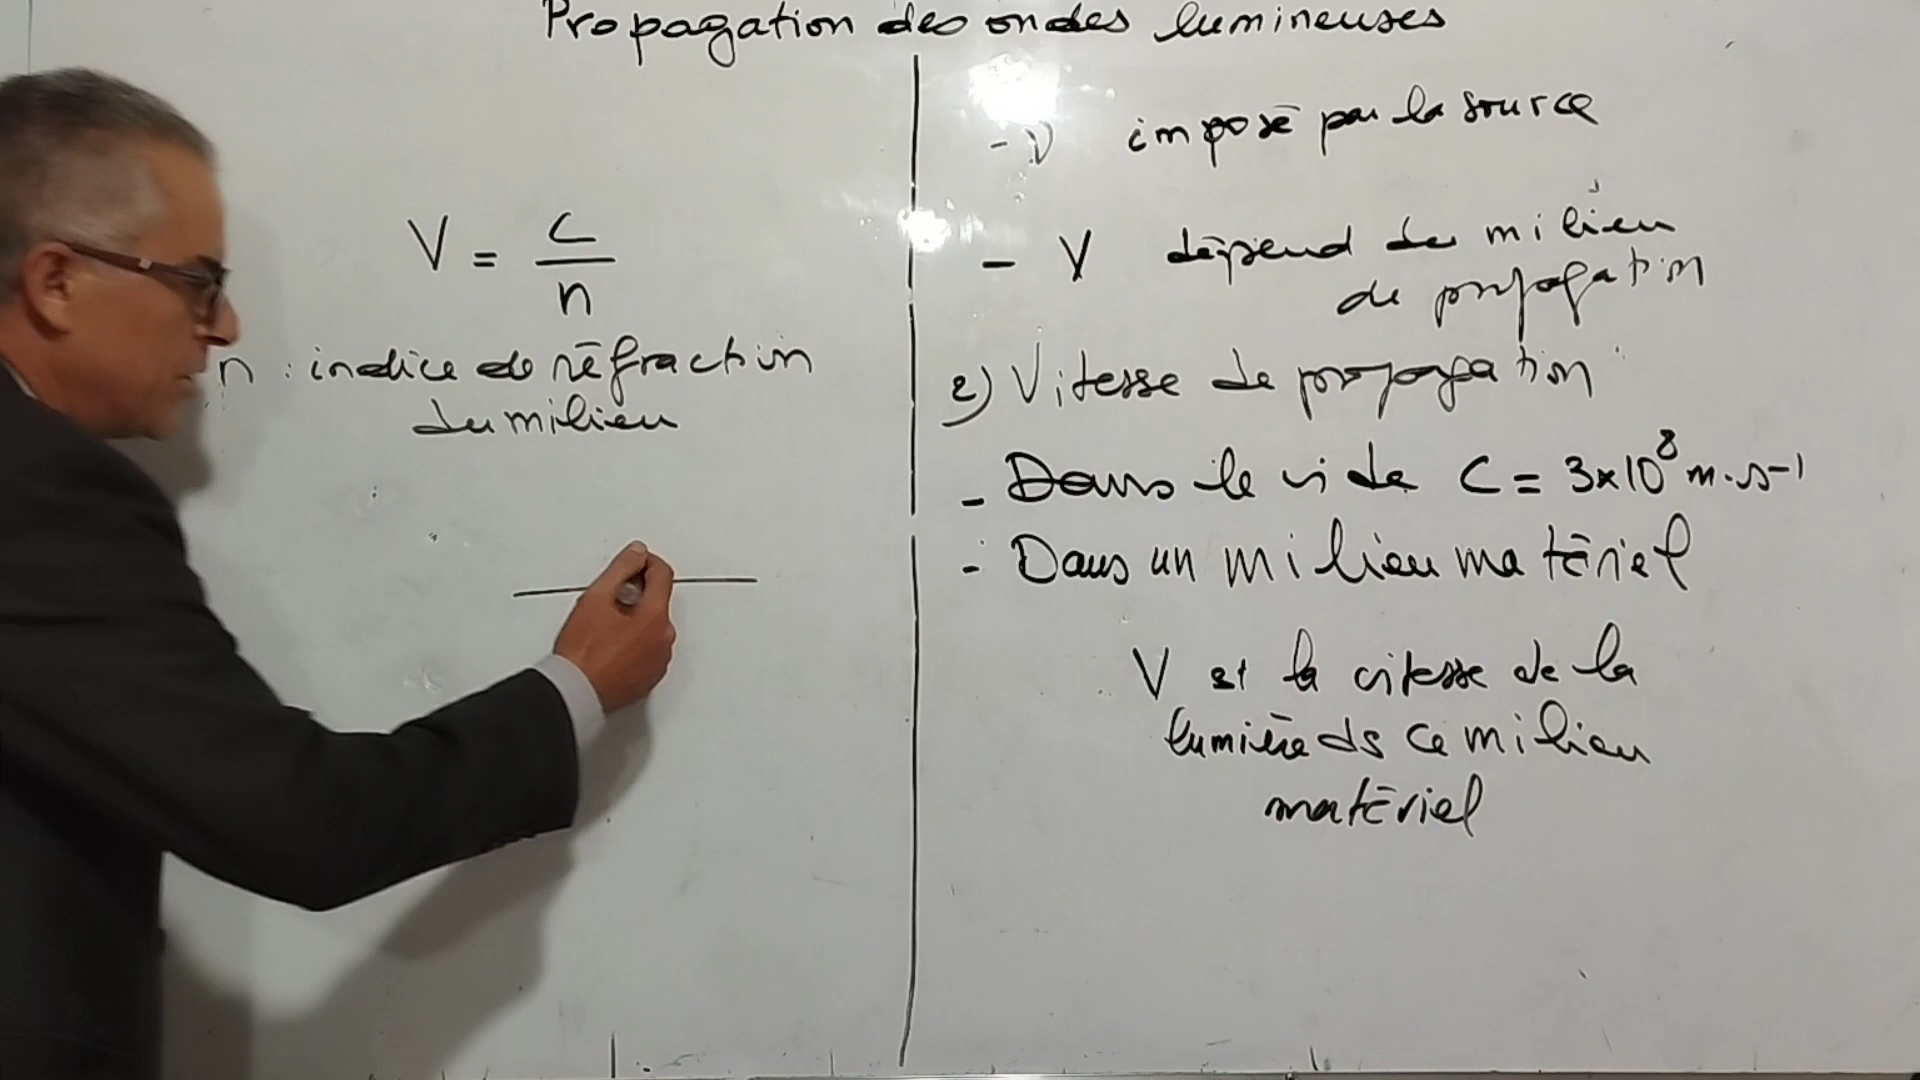 Propagation des ondes lumineuses
V = c/n
n : indice de réfraction
du milieu
- ν imposé par la source
- V dépend du milieu
de propagation
2) Vitesse de propagation
- Dans le vide C = 3×10⁸ m.s⁻¹
- Dans un milieu matériel
V est la vitesse de la
lumière ds ce milieu
matériel